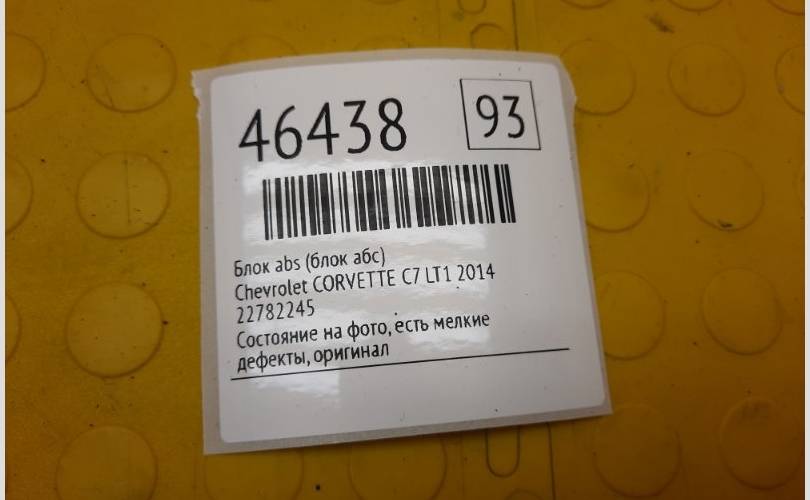 46438
93
Блок abs (блок абс)
Chevrolet CORVETTE C7 LT1 2014
22782245
Состояние на фото, есть мелкие
дефекты, оригинал